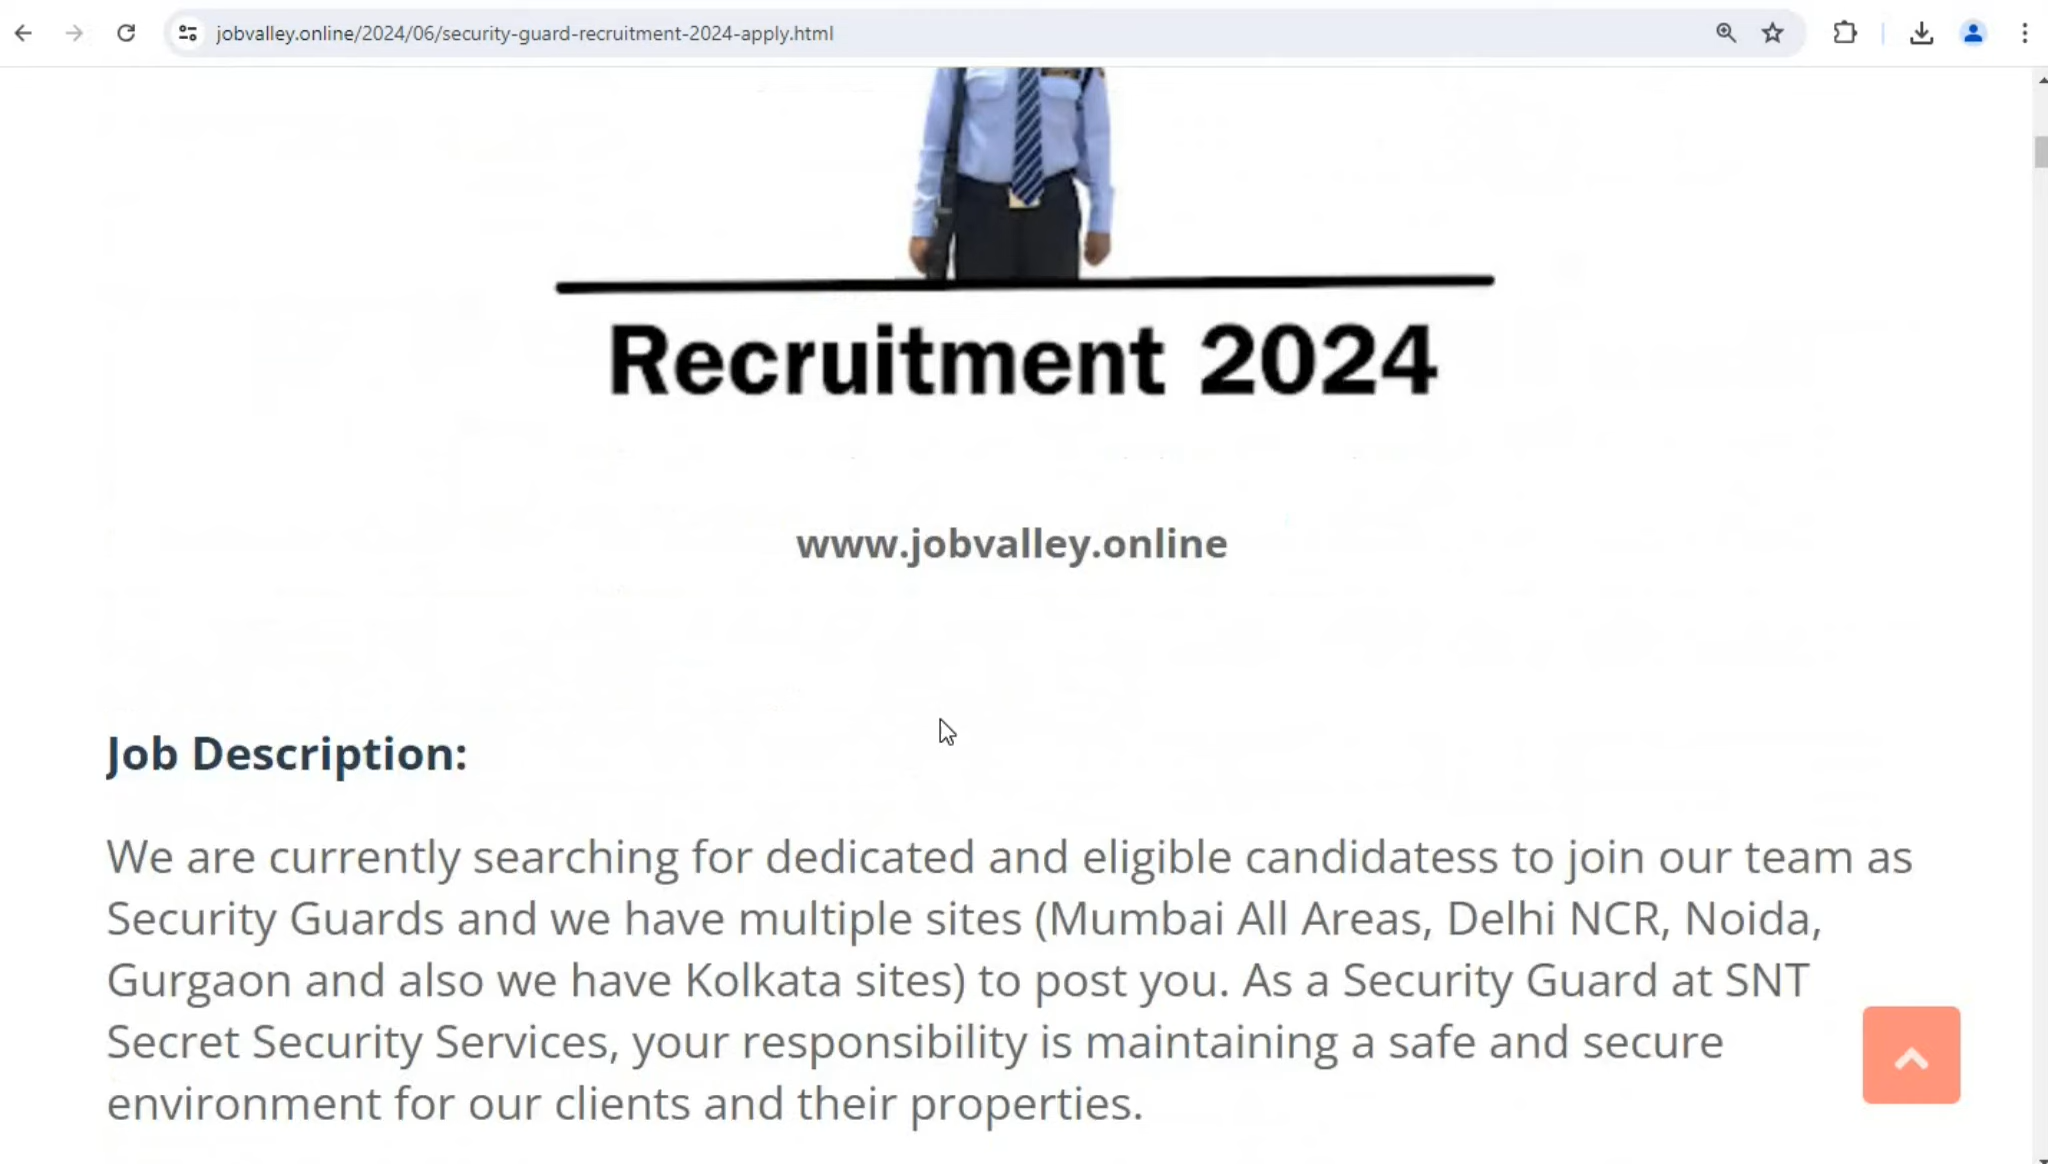 jobvalley.online/2024/06/security-guard-recruitment-2024-apply.html
Recruitment 2024
www.jobvalley.online
Job Description:
We are currently searching for dedicated and eligible candidatess to join our team as
Security Guards and we have multiple sites (Mumbai All Areas, Delhi NCR, Noida,
Gurgaon and also we have Kolkata sites) to post you. As a Security Guard at SNT
Secret Security Services, your responsibility is maintaining a safe and secure
environment for our clients and their properties.